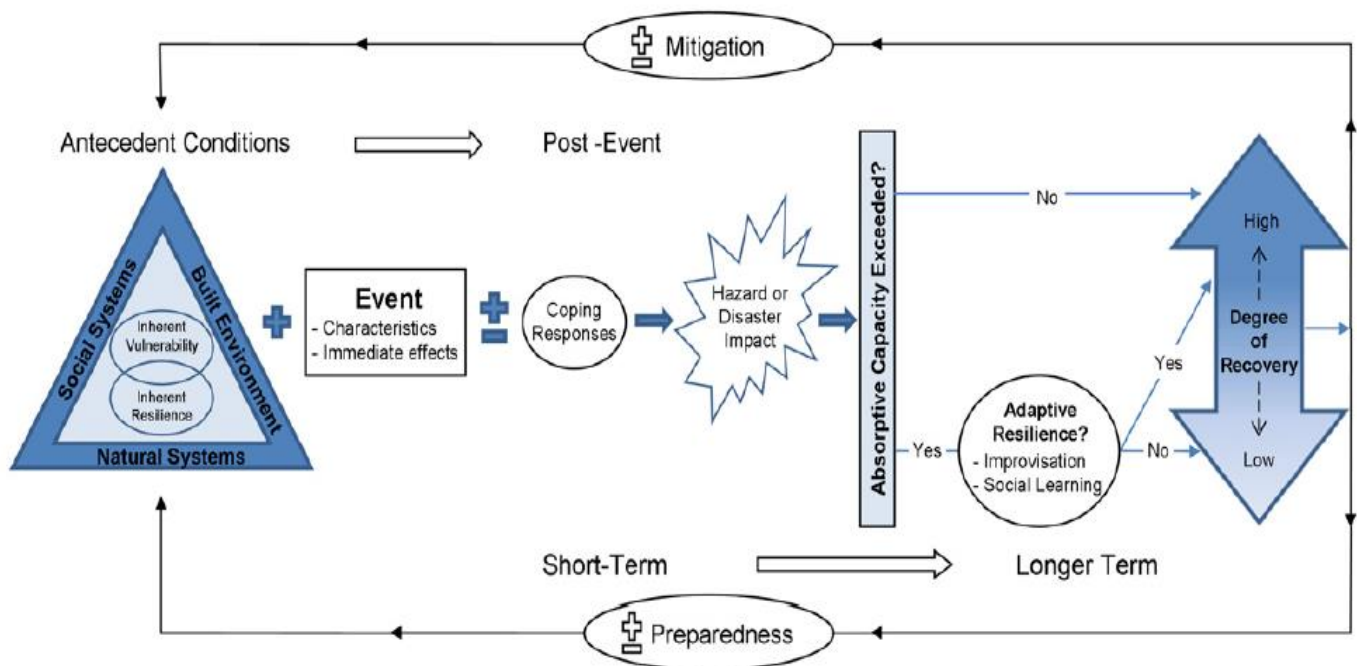 ± Mitigation
Antecedent Conditions
Post -Event
Social Systems
Built Environment
Natural Systems
Inherent
Vulnerability
Inherent
Resilience
+
Event
- Characteristics
- Immediate effects
±
Coping
Responses
Hazard or
Disaster
Impact
Absorptive Capacity Exceeded?
No
Yes
Adaptive
Resilience?
- Improvisation
- Social Learning
Yes
No
High
Degree
of
Recovery
Low
Short-Term
Longer Term
± Preparedness